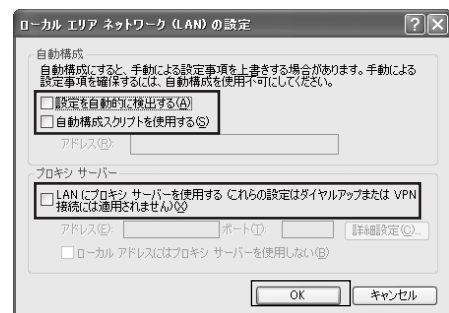 ローカル エリア ネットワーク (LAN) の設定
自動構成
自動構成にすると、手動による設定事項を上書きする場合があります。手動による
設定事項を確保するには、自動構成を使用不可にしてください。
設定を自動的に検出する(A)
自動構成スクリプトを使用する(S)
アドレス(R):
プロキシ サーバー
LAN にプロキシ サーバーを使用する (これらの設定はダイヤルアップまたは VPN
接続には適用されません)(X)
アドレス(E): ポート(T): 詳細設定(C)...
ローカル アドレスにはプロキシ サーバーを使用しない(B)
OK キャンセル